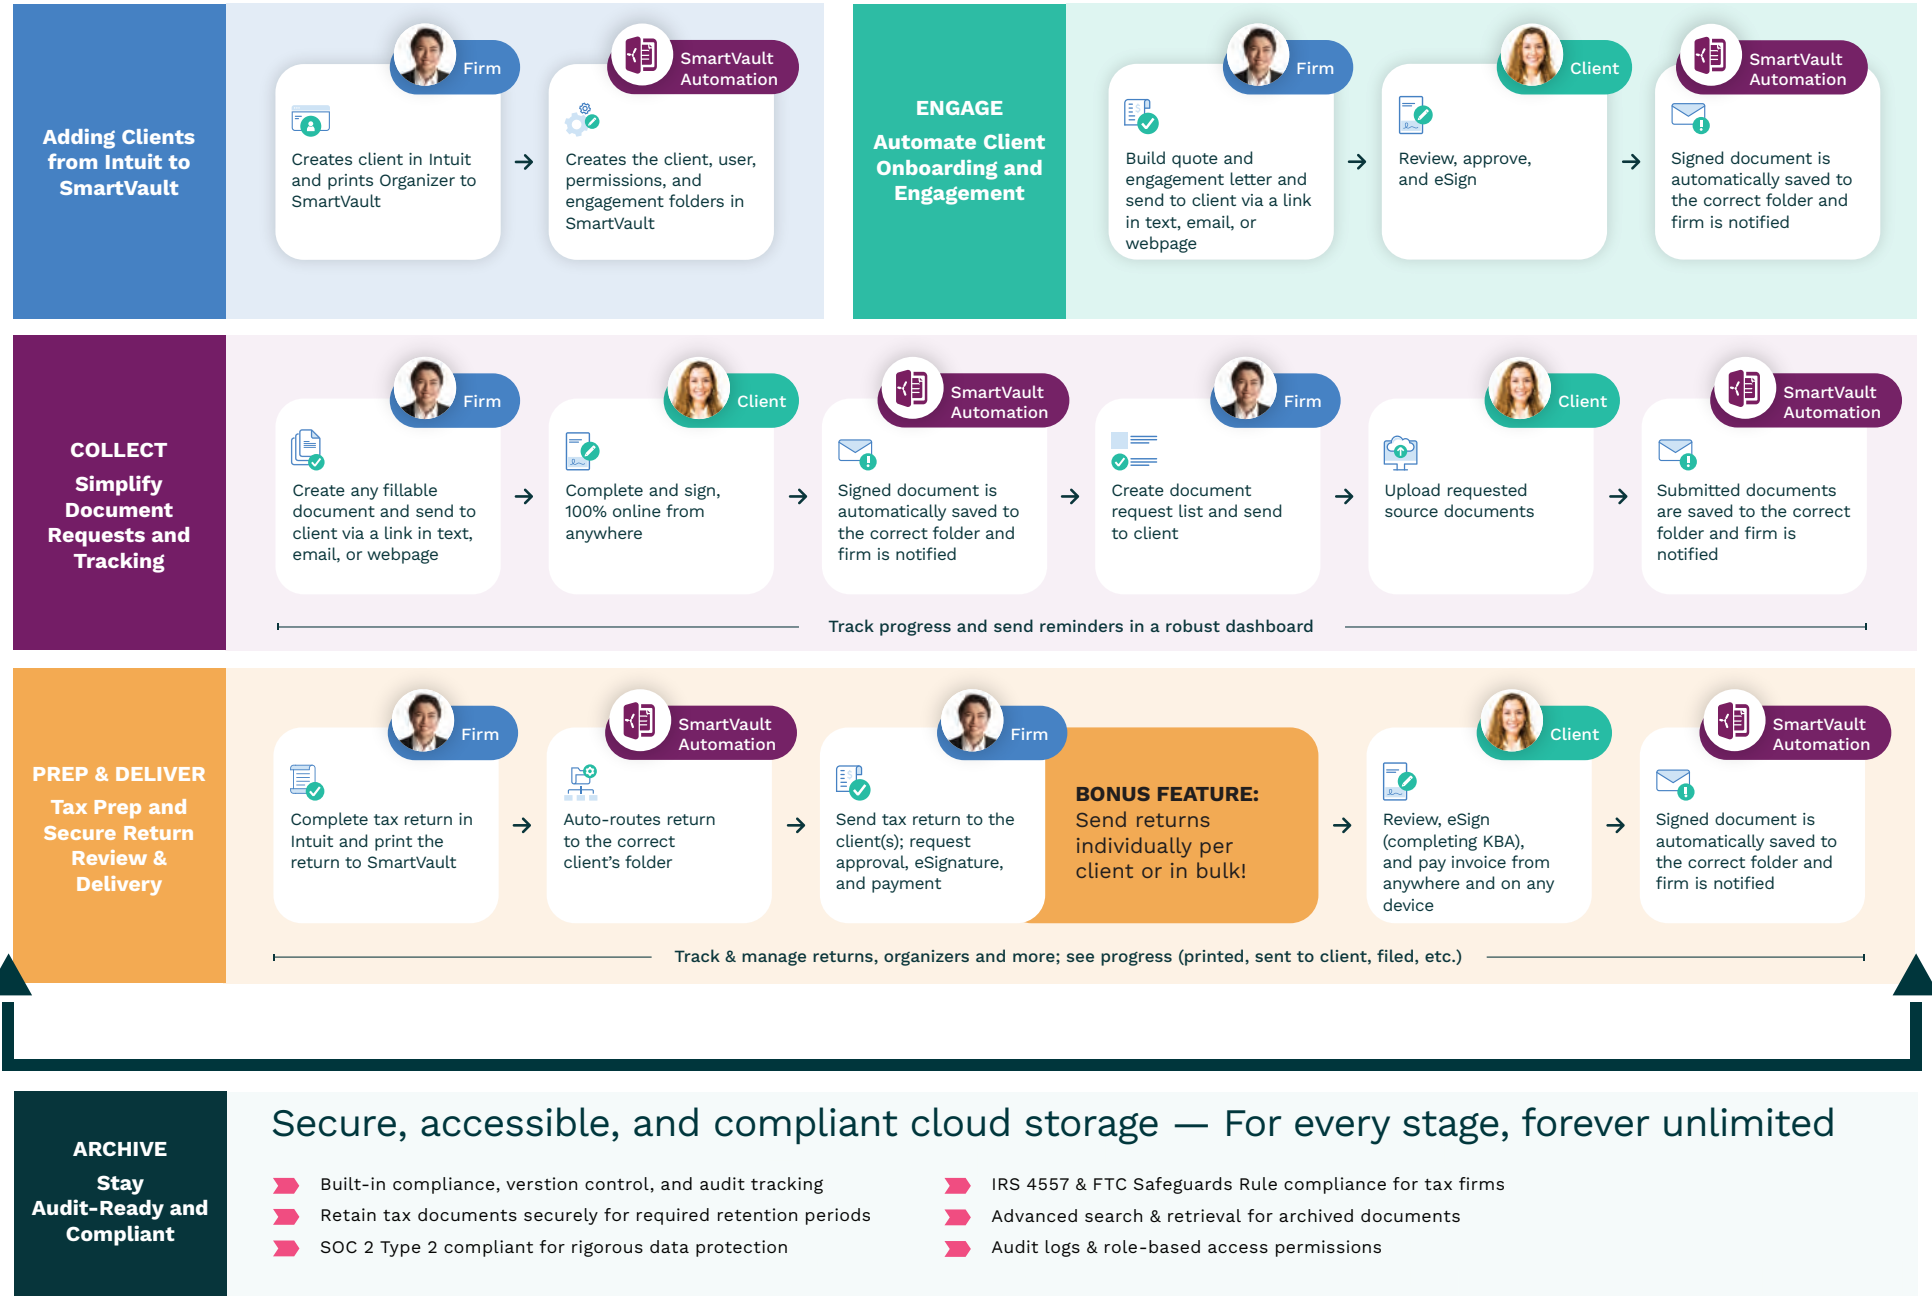 Adding Clients
from Intuit to
SmartVault
Firm
Creates client in Intuit
and prints Organizer to
SmartVault
SmartVault
Automation
Creates the client, user,
permissions, and
engagement folders in
SmartVault
ENGAGE
Automate Client
Onboarding and
Engagement
Firm
Build quote and
engagement letter and
send to client via a link
in text, email, or
webpage
Client
Review, approve,
and eSign
SmartVault
Automation
Signed document is
automatically saved to
the correct folder and
firm is notified
COLLECT
Simplify
Document
Requests and
Tracking
Firm
Create any fillable
document and send to
client via a link in text,
email, or webpage
Client
Complete and sign,
100% online from
anywhere
SmartVault
Automation
Signed document is
automatically saved to
the correct folder and
firm is notified
Firm
Create document
request list and send
to client
Client
Upload requested
source documents
SmartVault
Automation
Submitted documents
are saved to the correct
folder and firm is
notified
Track progress and send reminders in a robust dashboard
PREP & DELIVER
Tax Prep and
Secure Return
Review &
Delivery
Firm
Complete tax return in
Intuit and print the
return to SmartVault
SmartVault
Automation
Auto-routes return
to the correct
client's folder
Firm
Send tax return to the
client(s); request
approval, eSignature,
and payment
BONUS FEATURE:
Send returns
individually per
client or in bulk!
Client
Review, eSign
(completing KBA),
and pay invoice from
anywhere and on any
device
SmartVault
Automation
Signed document is
automatically saved to
the correct folder and
firm is notified
Track & manage returns, organizers and more; see progress (printed, sent to client, filed, etc.)
ARCHIVE
Stay
Audit-Ready and
Compliant
Secure, accessible, and compliant cloud storage — For every stage, forever unlimited
Built-in compliance, verstion control, and audit tracking
Retain tax documents securely for required retention periods
SOC 2 Type 2 compliant for rigorous data protection
IRS 4557 & FTC Safeguards Rule compliance for tax firms
Advanced search & retrieval for archived documents
Audit logs & role-based access permissions